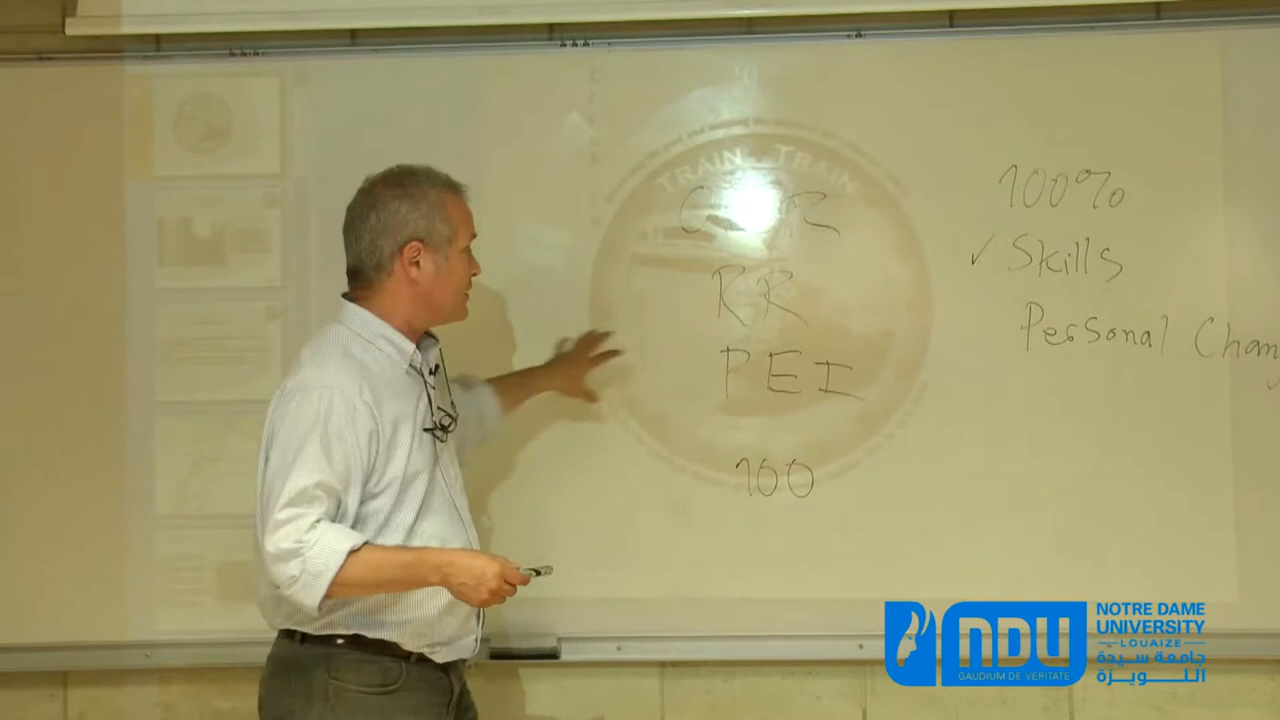 TRAIN TRAIN
RR
PEI
100
100%
✓ Skills
Personal Chan
NDU
GAUDIUM DE VERITATE
NOTRE DAME
UNIVERSITY
LOUAIZE
جامعة سيدة
اللويزة